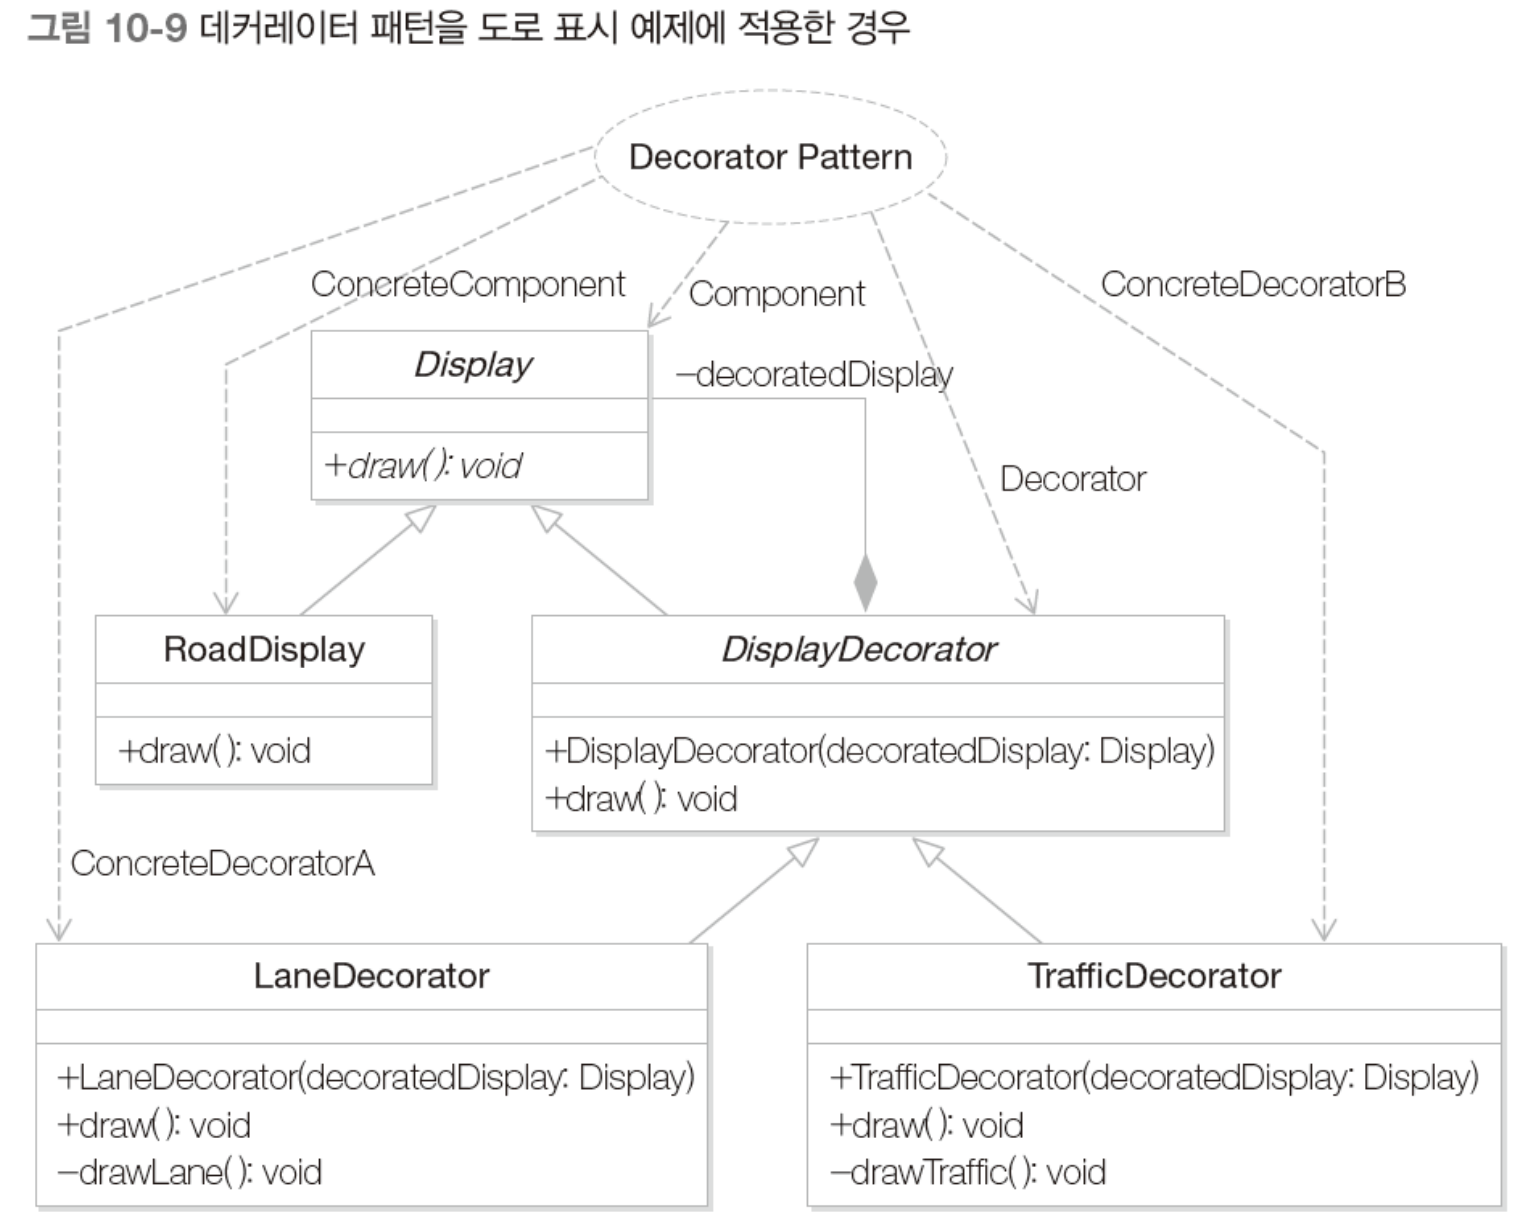 그림 10-9 데커레이터 패턴을 도로 표시 예제에 적용한 경우
Decorator Pattern
ConcreteComponent
Component
ConcreteDecoratorB
Display
–decoratedDisplay
+draw(): void
Decorator
RoadDisplay
+draw(): void
DisplayDecorator
+DisplayDecorator(decoratedDisplay: Display)
+draw(): void
ConcreteDecoratorA
LaneDecorator
+LaneDecorator(decoratedDisplay: Display)
+draw(): void
–drawLane(): void
TrafficDecorator
+TrafficDecorator(decoratedDisplay: Display)
+draw(): void
–drawTraffic(): void